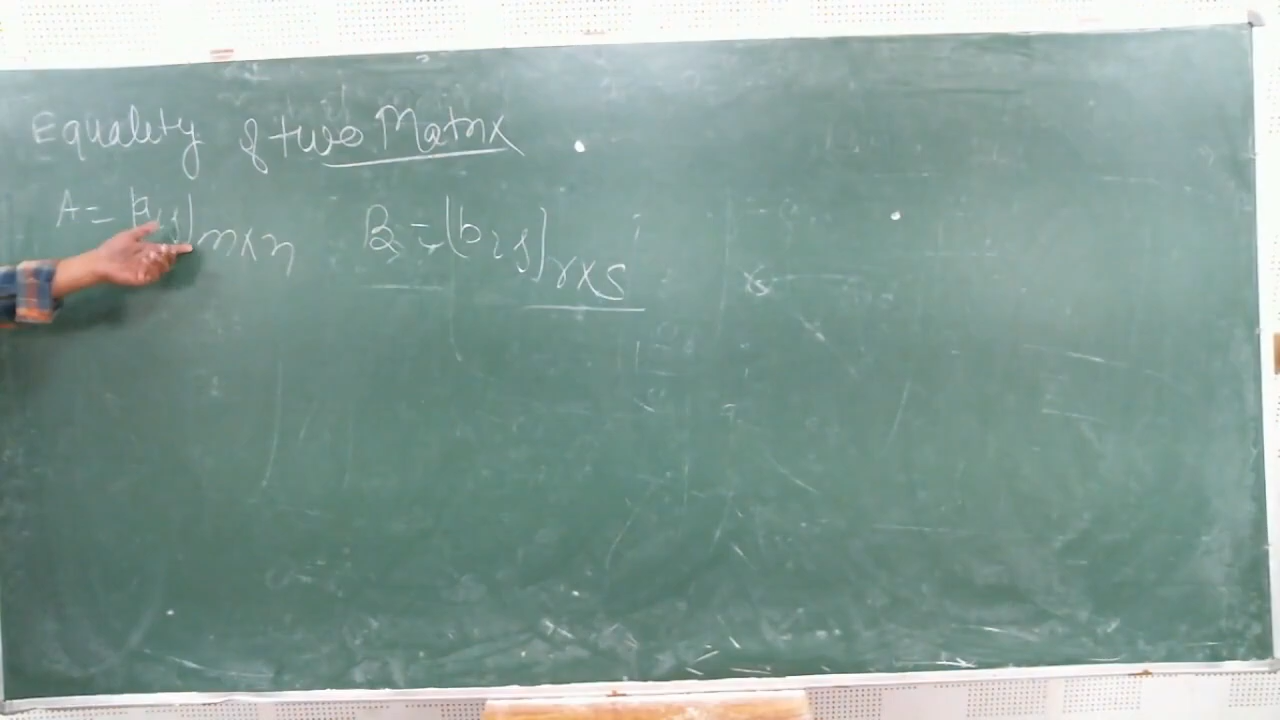 Equality of two Matrix
A = [aij]m×n B = [bij]r×s